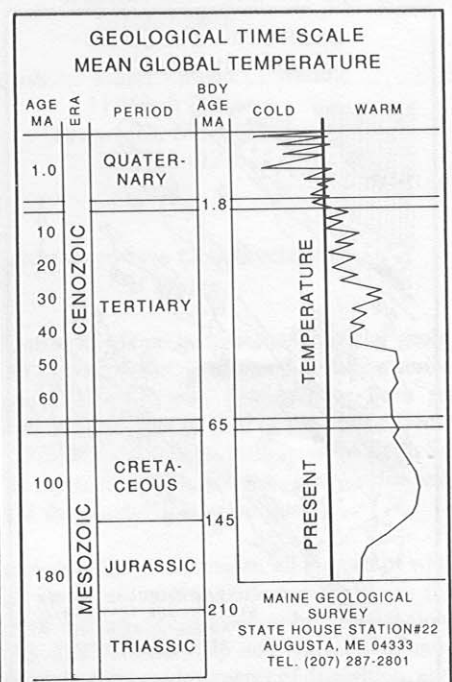 GEOLOGICAL TIME SCALE
MEAN GLOBAL TEMPERATURE
AGE MA
ERA
PERIOD
BDY AGE MA
COLD
WARM
1.0
QUATER-
NARY
1.8
10
20
30
40
50
60
CENOZOIC
TERTIARY
65
100
CRETA-
CEOUS
145
180
MESOZOIC
JURASSIC
210
TRIASSIC
PRESENT TEMPERATURE
MAINE GEOLOGICAL
SURVEY
STATE HOUSE STATION#22
AUGUSTA, ME 04333
TEL. (207) 287-2801